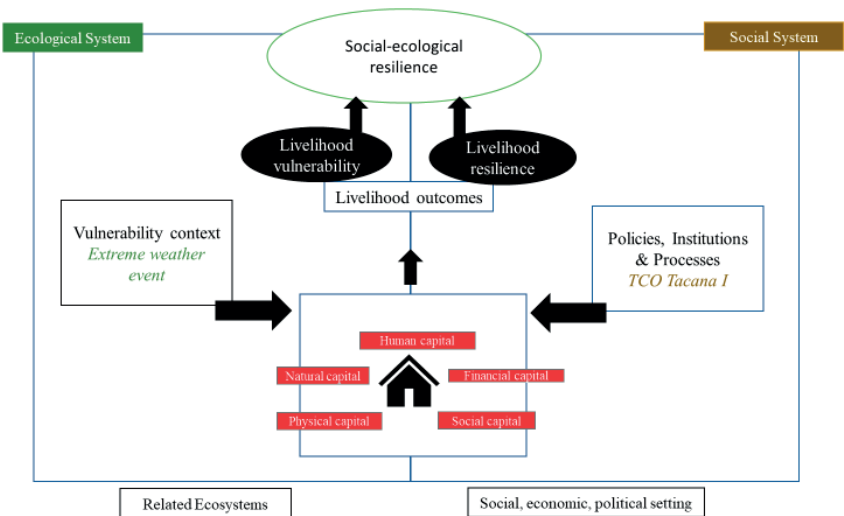 Ecological System
Social System
Social-ecological
resilience
Livelihood
vulnerability
Livelihood
resilience
Livelihood outcomes
Vulnerability context
Extreme weather
event
Policies, Institutions
& Processes
TCO Tacana I
Human capital
Natural capital
Financial capital
Physical capital
Social capital
Related Ecosystems
Social, economic, political setting